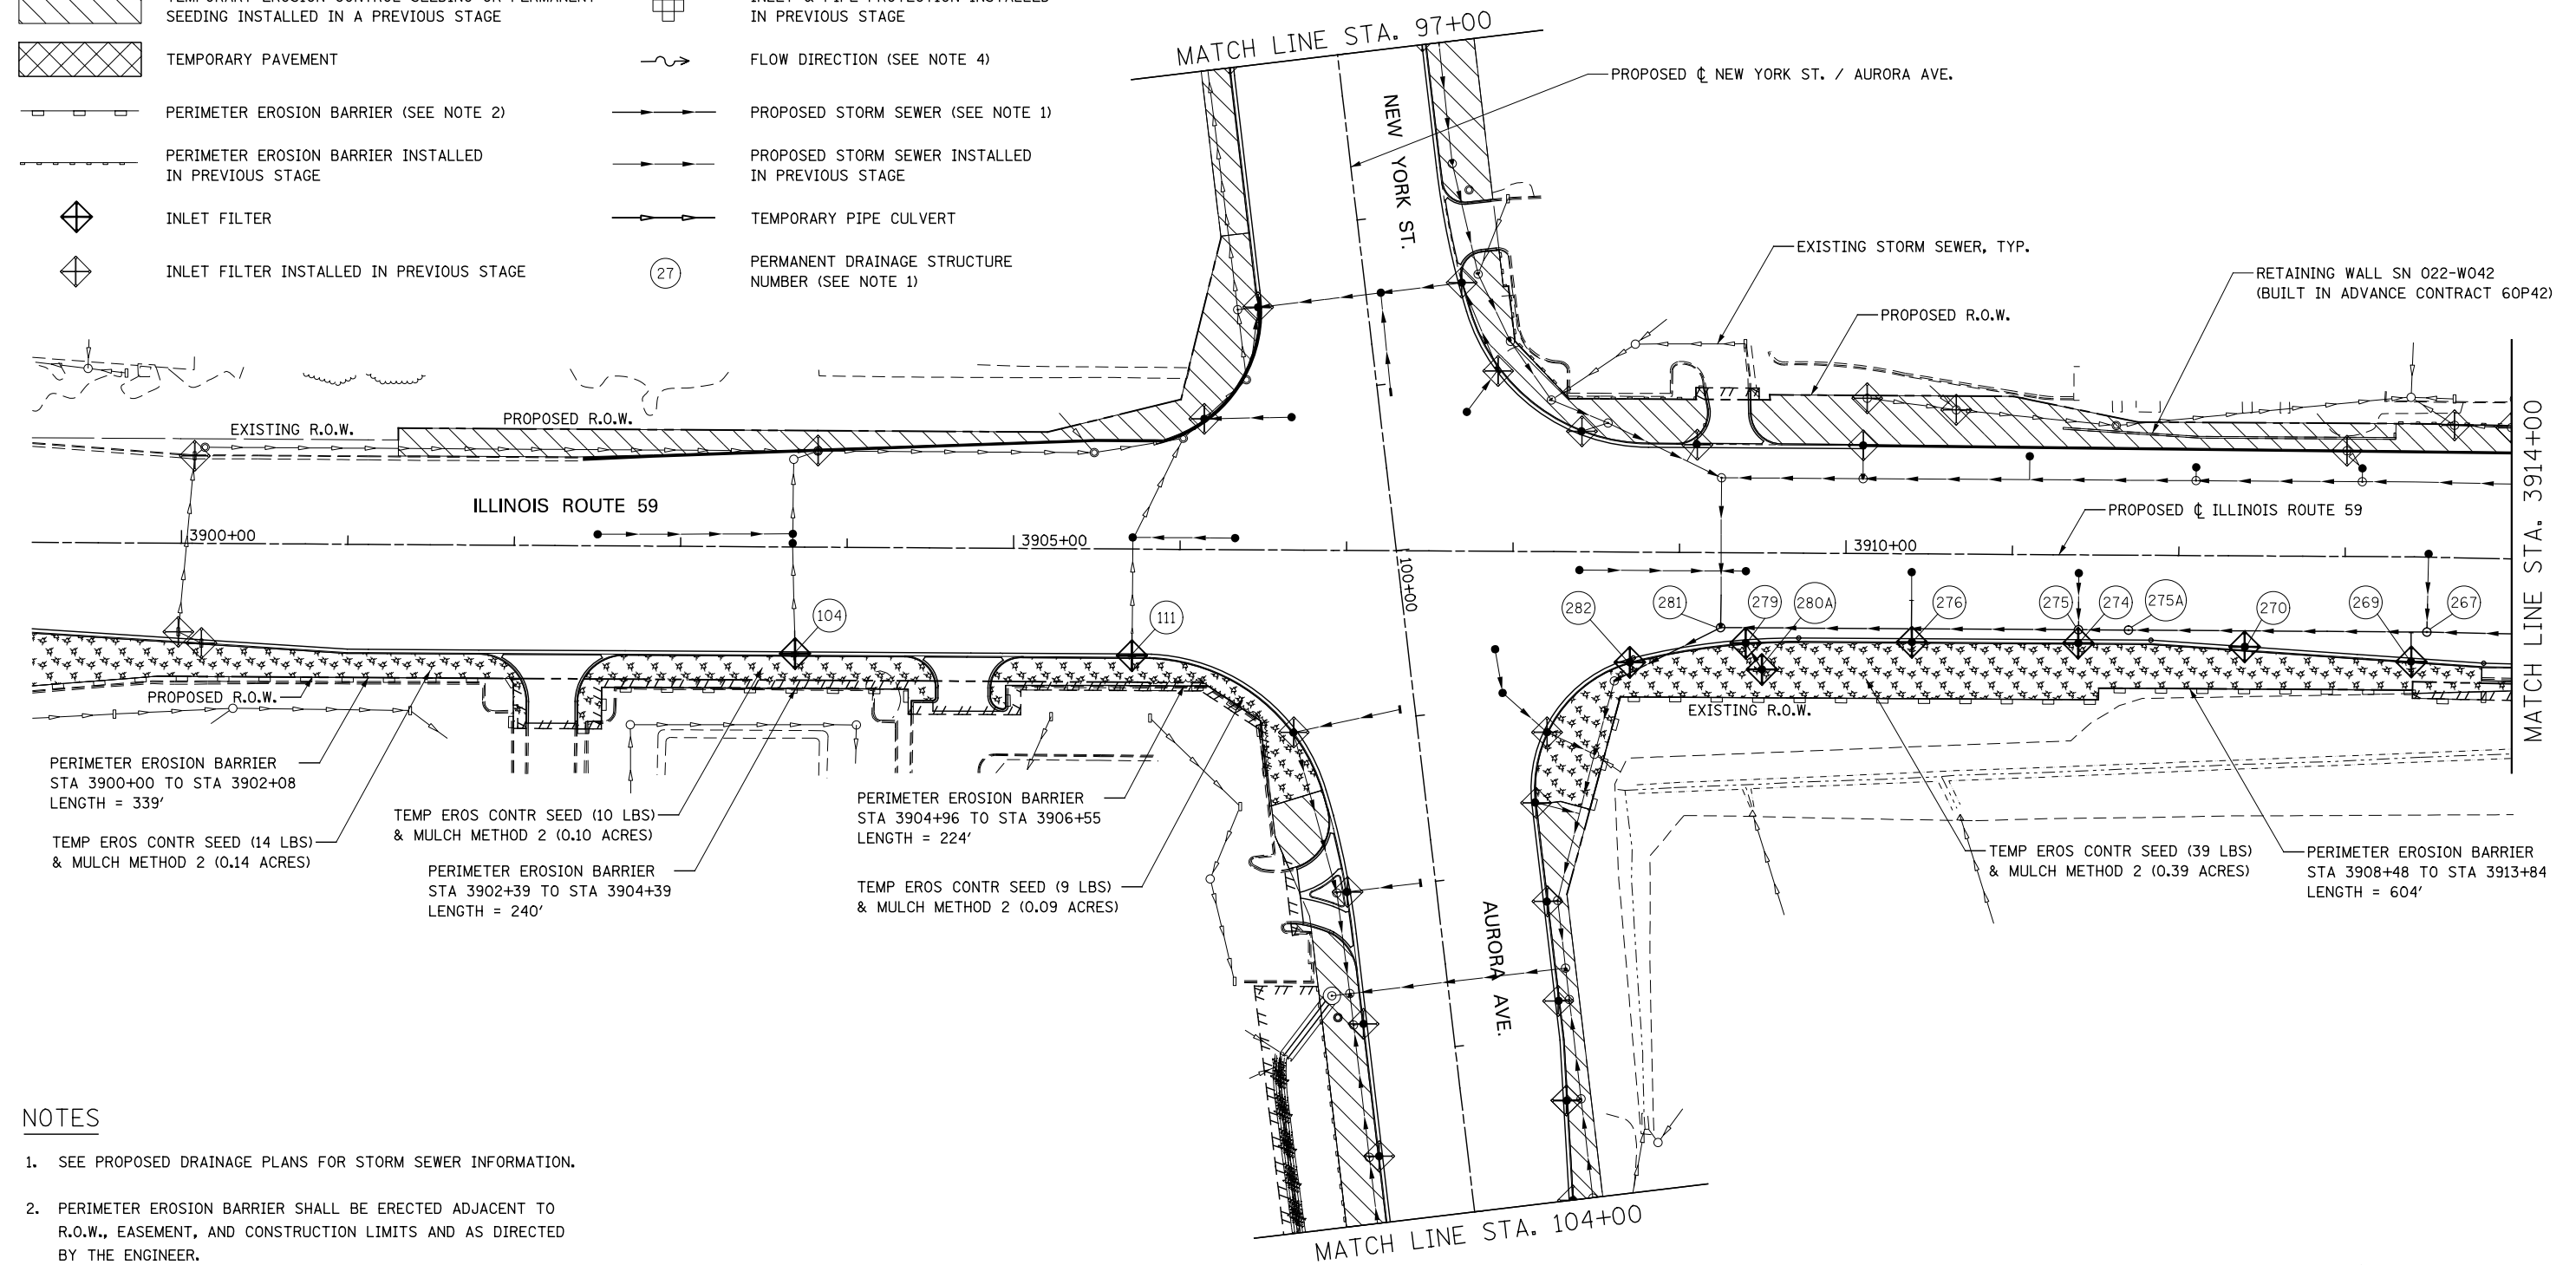 TEMPORARY EROSION CONTROL SEEDING OR PERMANENT
SEEDING INSTALLED IN A PREVIOUS STAGE
TEMPORARY PAVEMENT
PERIMETER EROSION BARRIER (SEE NOTE 2)
PERIMETER EROSION BARRIER INSTALLED
IN PREVIOUS STAGE
INLET FILTER
INLET FILTER INSTALLED IN PREVIOUS STAGE
INLET & PIPE PROTECTION INSTALLED
IN PREVIOUS STAGE
FLOW DIRECTION (SEE NOTE 4)
PROPOSED STORM SEWER (SEE NOTE 1)
PROPOSED STORM SEWER INSTALLED
IN PREVIOUS STAGE
TEMPORARY PIPE CULVERT
27
PERMANENT DRAINAGE STRUCTURE
NUMBER (SEE NOTE 1)
MATCH LINE STA. 97+00
PROPOSED ℄ NEW YORK ST. / AURORA AVE.
NEW YORK ST.
EXISTING STORM SEWER, TYP.
RETAINING WALL SN 022-W042
(BUILT IN ADVANCE CONTRACT 60P42)
PROPOSED R.O.W.
EXISTING R.O.W.
PROPOSED R.O.W.
ILLINOIS ROUTE 59
3900+00
3905+00
3910+00
PROPOSED ℄ ILLINOIS ROUTE 59
MATCH LINE STA. 3914+00
100+00
104
111
282
281
279
280A
276
275
274
275A
270
269
267
PROPOSED R.O.W.
EXISTING R.O.W.
PERIMETER EROSION BARRIER
STA 3900+00 TO STA 3902+08
LENGTH = 339'
TEMP EROS CONTR SEED (14 LBS)
& MULCH METHOD 2 (0.14 ACRES)
TEMP EROS CONTR SEED (10 LBS)
& MULCH METHOD 2 (0.10 ACRES)
PERIMETER EROSION BARRIER
STA 3902+39 TO STA 3904+39
LENGTH = 240'
PERIMETER EROSION BARRIER
STA 3904+96 TO STA 3906+55
LENGTH = 224'
TEMP EROS CONTR SEED (9 LBS)
& MULCH METHOD 2 (0.09 ACRES)
TEMP EROS CONTR SEED (39 LBS)
& MULCH METHOD 2 (0.39 ACRES)
PERIMETER EROSION BARRIER
STA 3908+48 TO STA 3913+84
LENGTH = 604'
AURORA AVE.
MATCH LINE STA. 104+00
NOTES
1. SEE PROPOSED DRAINAGE PLANS FOR STORM SEWER INFORMATION.
2. PERIMETER EROSION BARRIER SHALL BE ERECTED ADJACENT TO
R.O.W., EASEMENT, AND CONSTRUCTION LIMITS AND AS DIRECTED
BY THE ENGINEER.